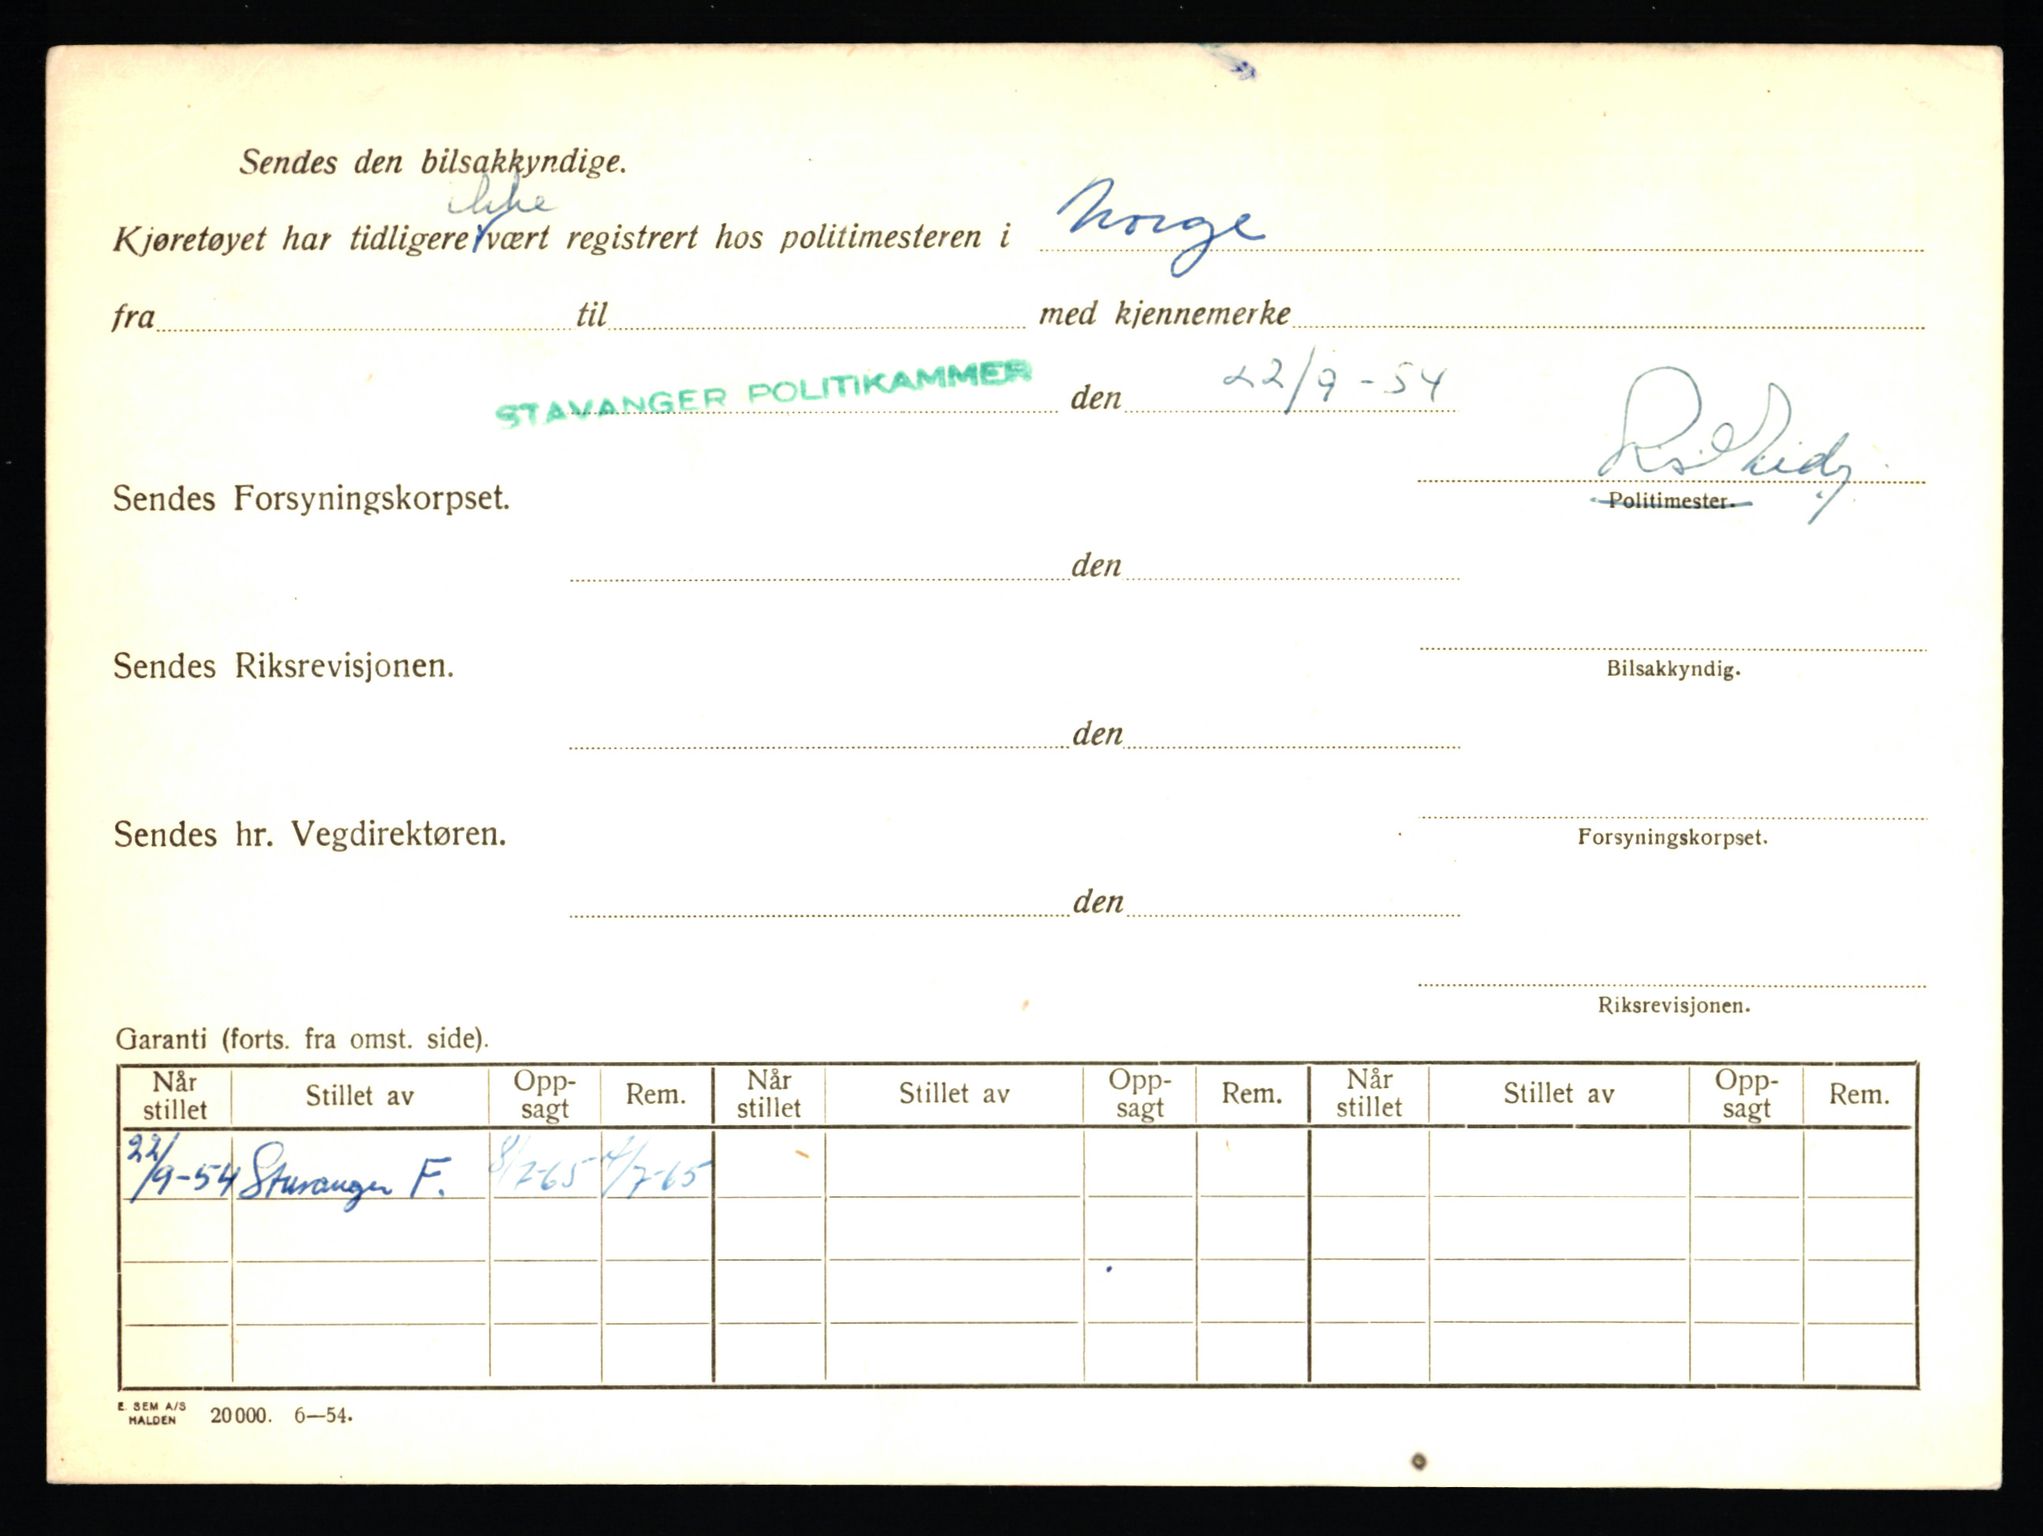 Sendes den bilsakkyndige.
ikke
Kjøretøyet har tidligere vært registrert hos politimesteren i Norge
fra til med kjennemerke
STAVANGER POLITIKAMMER den 22/9-54
Sendes Forsyningskorpset.
Politimester.
den
Sendes Riksrevisjonen.
Bilsakkyndig.
den
Sendes hr. Vegdirektøren.
Forsyningskorpset.
den
Riksrevisjonen.
Garanti (forts. fra omst. side).
Når stillet Stillet av Opp-sagt Rem. Når stillet Stillet av Opp-sagt Rem. Når stillet Stillet av Opp-sagt Rem.
22/9-54 Stavanger F. /7-65 /7-65
E. SEM A/S
HALDEN 20000. 6—54.